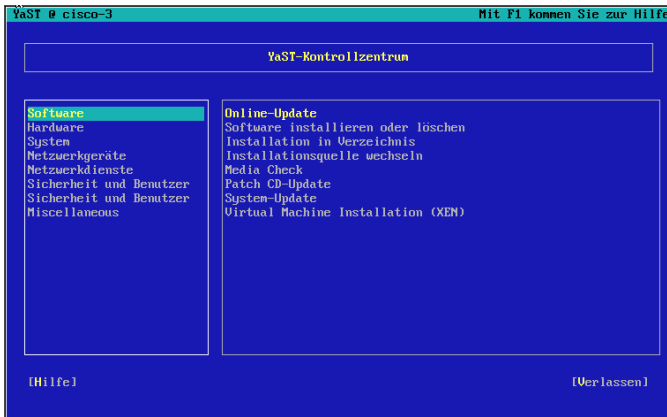 YaST @ cisco-3 Mit F1 kommen Sie zur Hilfe
YaST-Kontrollzentrum
Software
Hardware
System
Netzwerkgeräte
Netzwerkdienste
Sicherheit und Benutzer
Sicherheit und Benutzer
Miscellaneous
Online-Update
Software installieren oder löschen
Installation in Verzeichnis
Installationsquelle wechseln
Media Check
Patch CD-Update
System-Update
Virtual Machine Installation (XEN)
[Hilfe] [Verlassen]